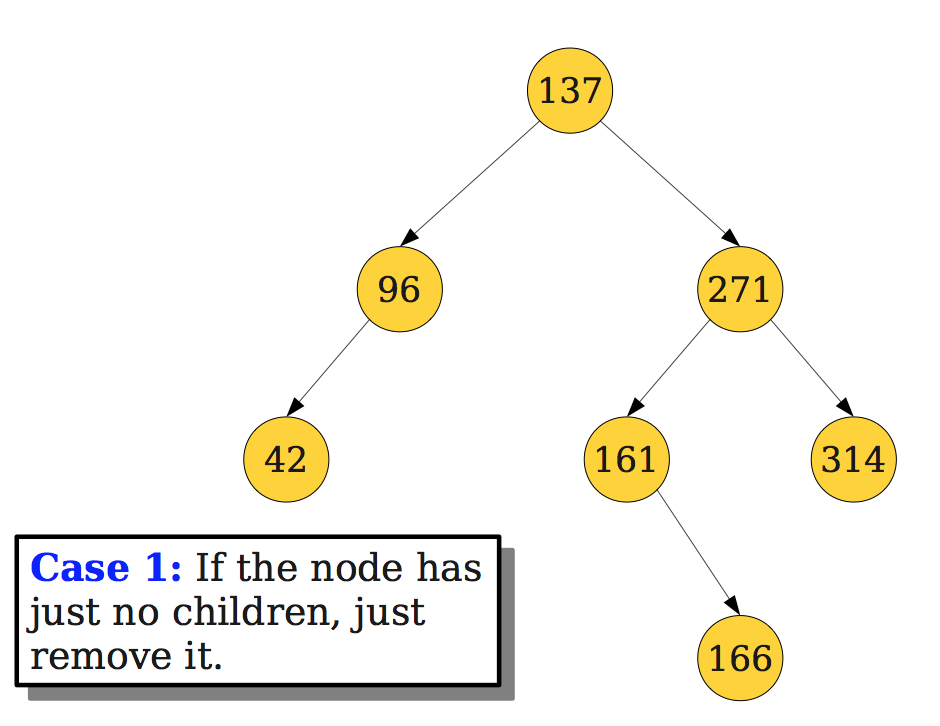 137
96
271
42
161
314
Case 1: If the node has
just no children, just
remove it.
166